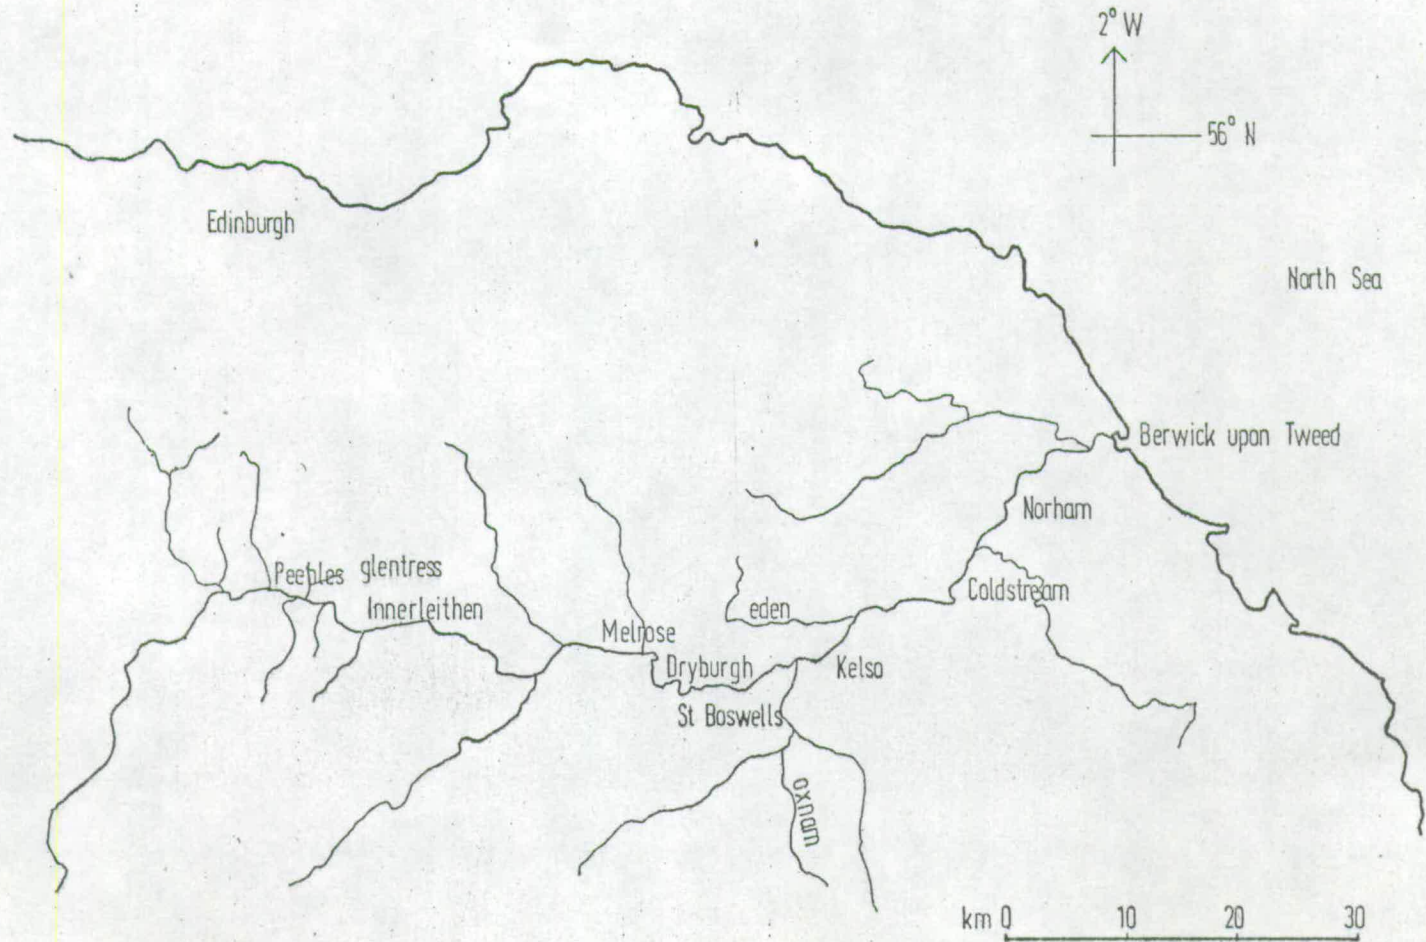 2° W
56° N
Edinburgh
North Sea
Berwick upon Tweed
Norham
Peebles
glentress
Innerleithen
Coldstream
eden
Melrose
Dryburgh
Kelso
St Boswells
oxnam
km 0 10 20 30